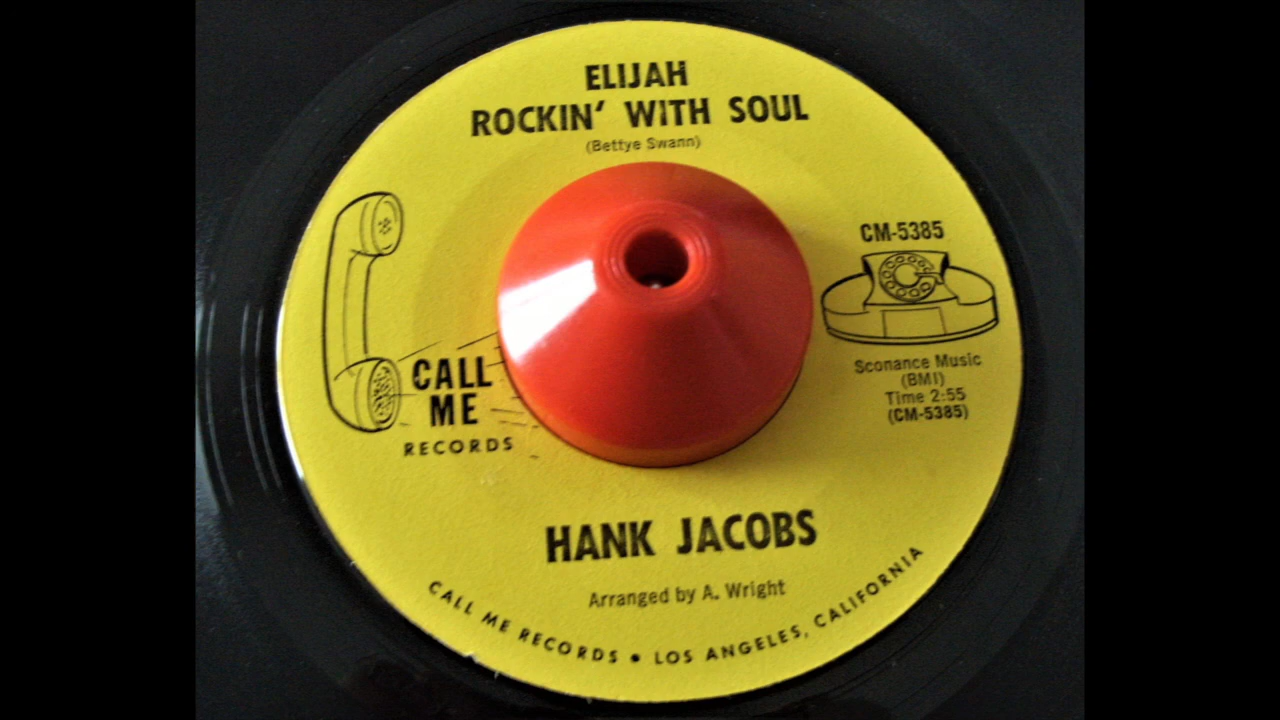 ELIJAH
ROCKIN' WITH SOUL
(Bettye Swann)
CM-5385
CALL
ME
RECORDS
Sconance Music
(BMI)
Time 2:55
(CM-5385)
HANK JACOBS
Arranged by A. Wright
CALL ME RECORDS • LOS ANGELES, CALIFORNIA